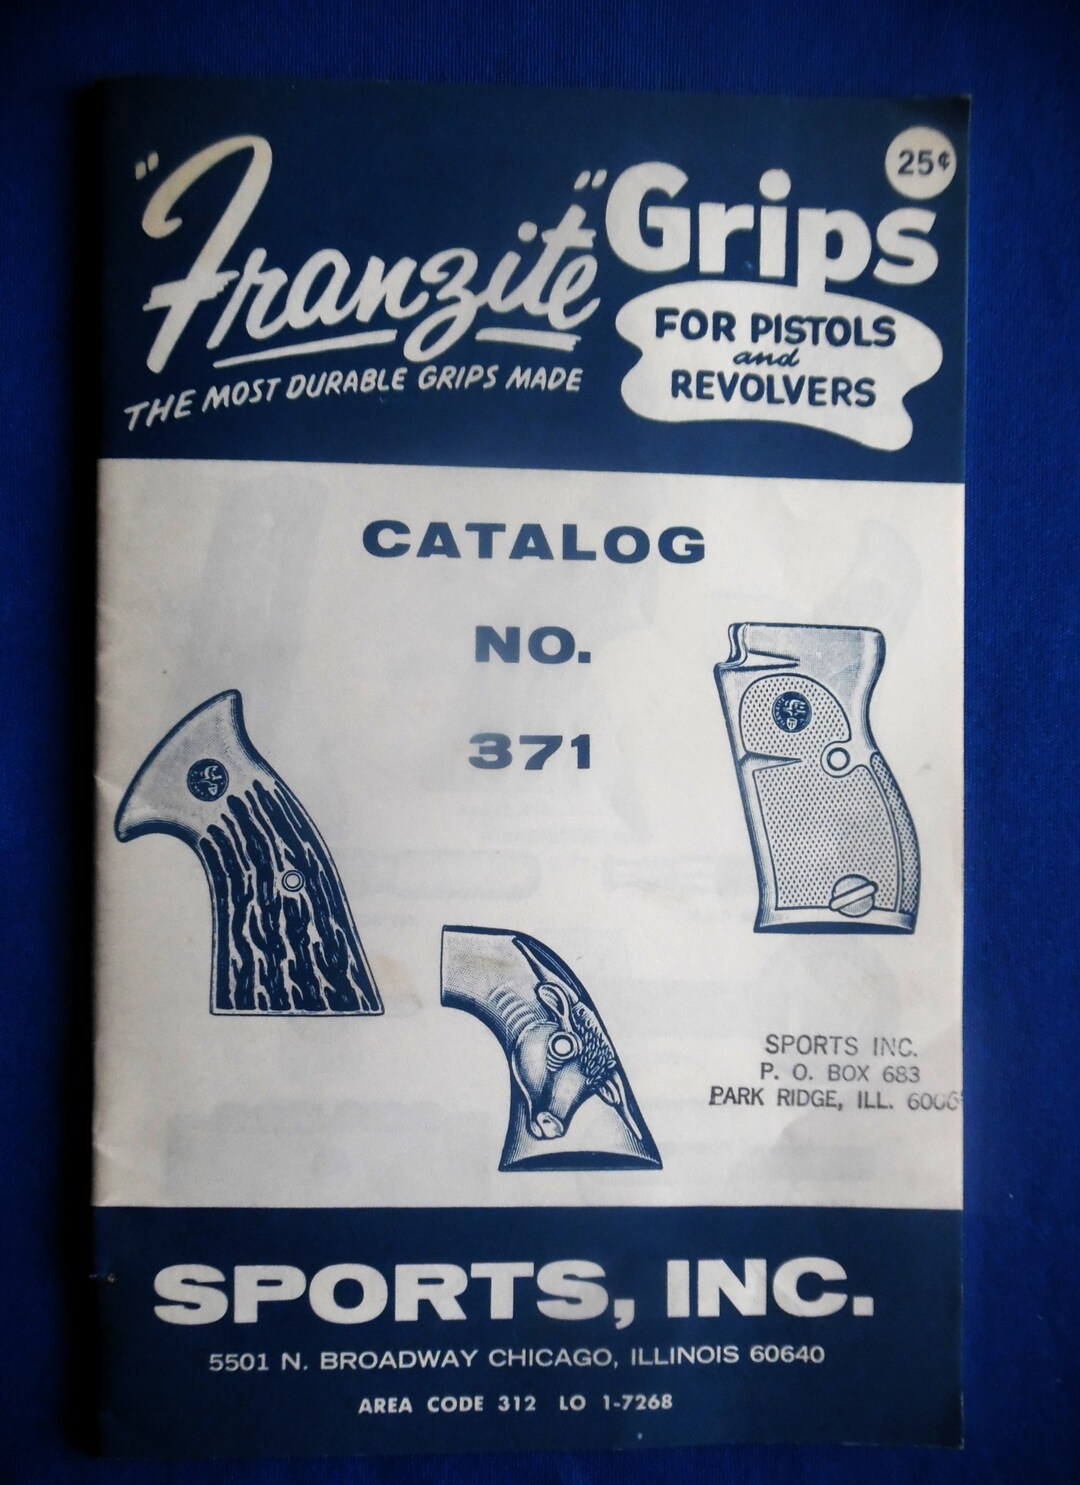 "Franzite" Grips
25¢
THE MOST DURABLE GRIPS MADE
FOR PISTOLS
and
REVOLVERS
CATALOG
NO.
371
SPORTS INC.
P. O. BOX 683
PARK RIDGE, ILL.
SPORTS, INC.
5501 N. BROADWAY CHICAGO, ILLINOIS 60640
AREA CODE 312 LO 1-7268